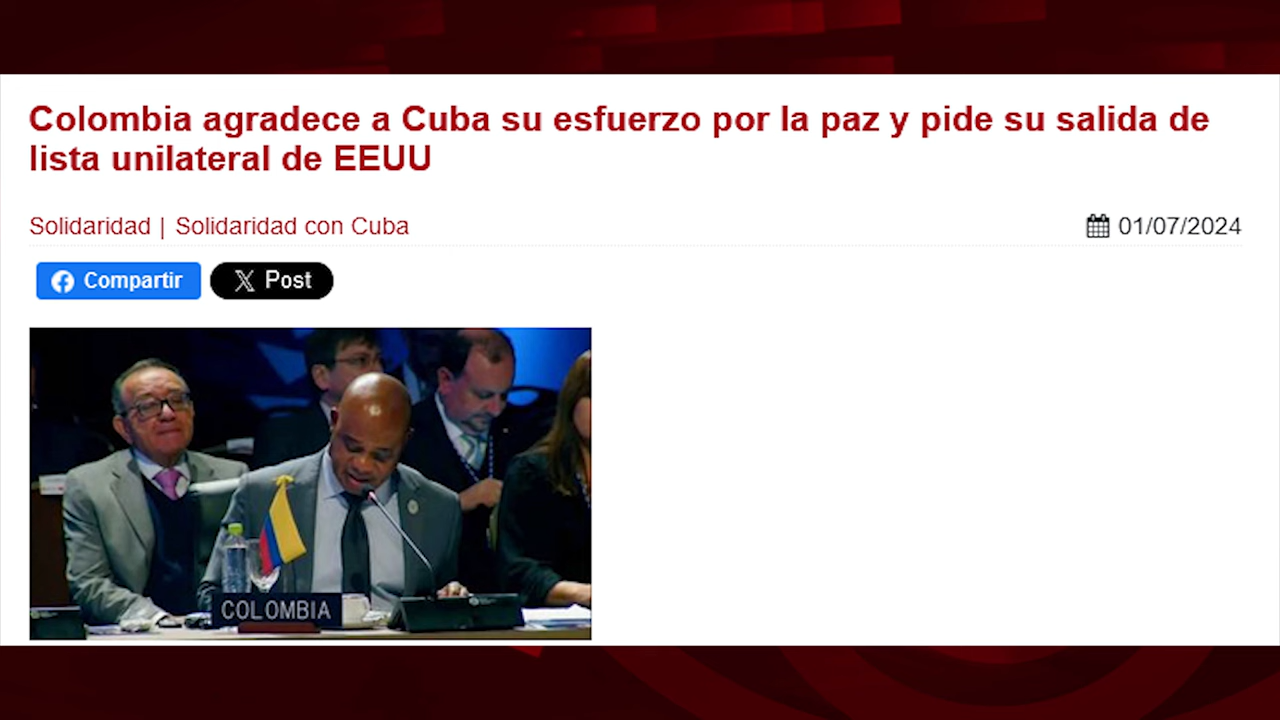 Colombia agradece a Cuba su esfuerzo por la paz y pide su salida de
lista unilateral de EEUU
Solidaridad | Solidaridad con Cuba
01/07/2024
Compartir
Post
COLOMBIA